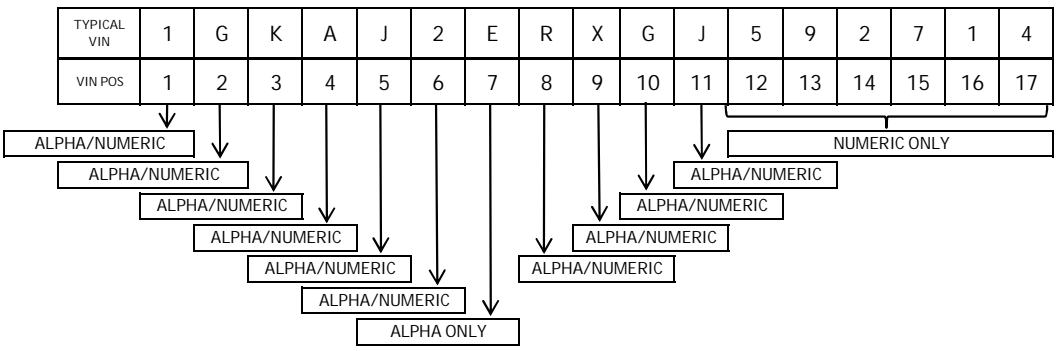 TYPICAL
VIN
1 G K A J 2 E R X G J 5 9 2 7 1 4
VIN POS 1 2 3 4 5 6 7 8 9 10 11 12 13 14 15 16 17
ALPHA/NUMERIC NUMERIC ONLY
ALPHA/NUMERIC ALPHA/NUMERIC
ALPHA/NUMERIC ALPHA/NUMERIC
ALPHA/NUMERIC ALPHA/NUMERIC
ALPHA/NUMERIC ALPHA/NUMERIC
ALPHA/NUMERIC
ALPHA ONLY